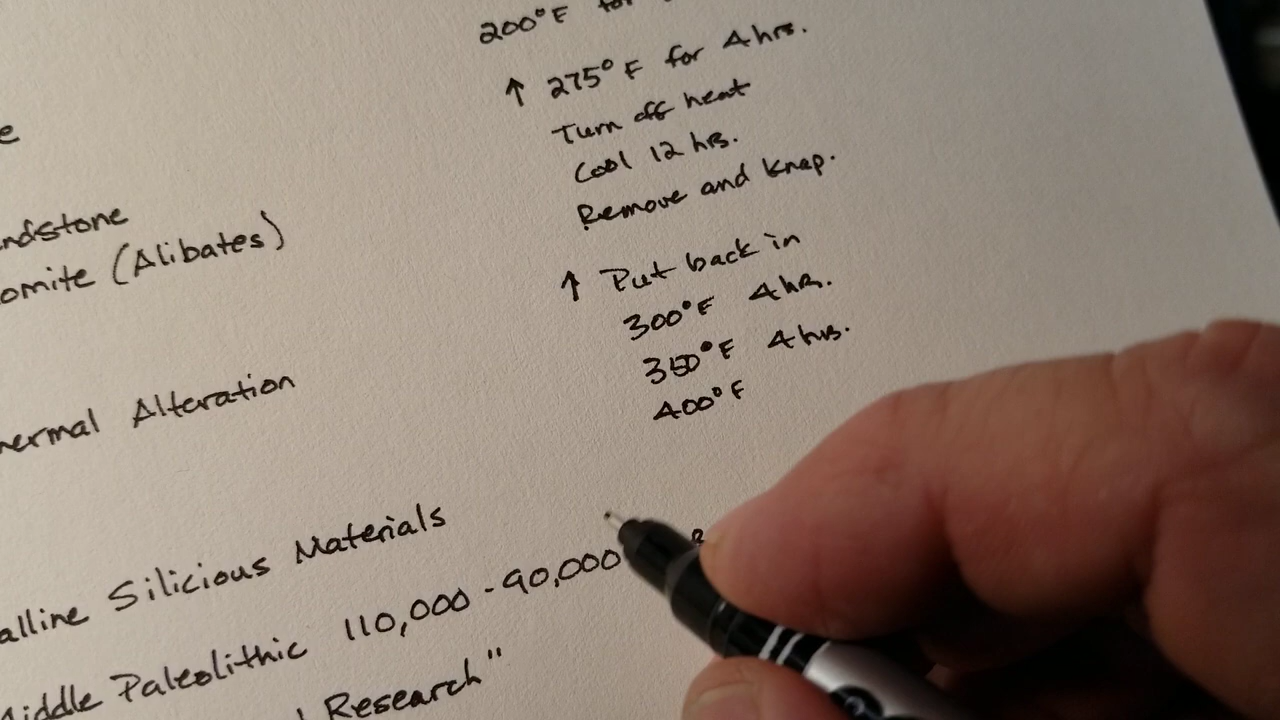 200°F for
↑ 275°F for 4 hrs.
Turn off heat
Cool 12 hrs.
Remove and knap.
ndstone
omite (Alibates)
↑ Put back in
300°F 4 hr.
350°F 4 hrs.
400°F
hermal Alteration
alline Silicious Materials
Middle Paleolithic 110,000 - 90,000
Research"